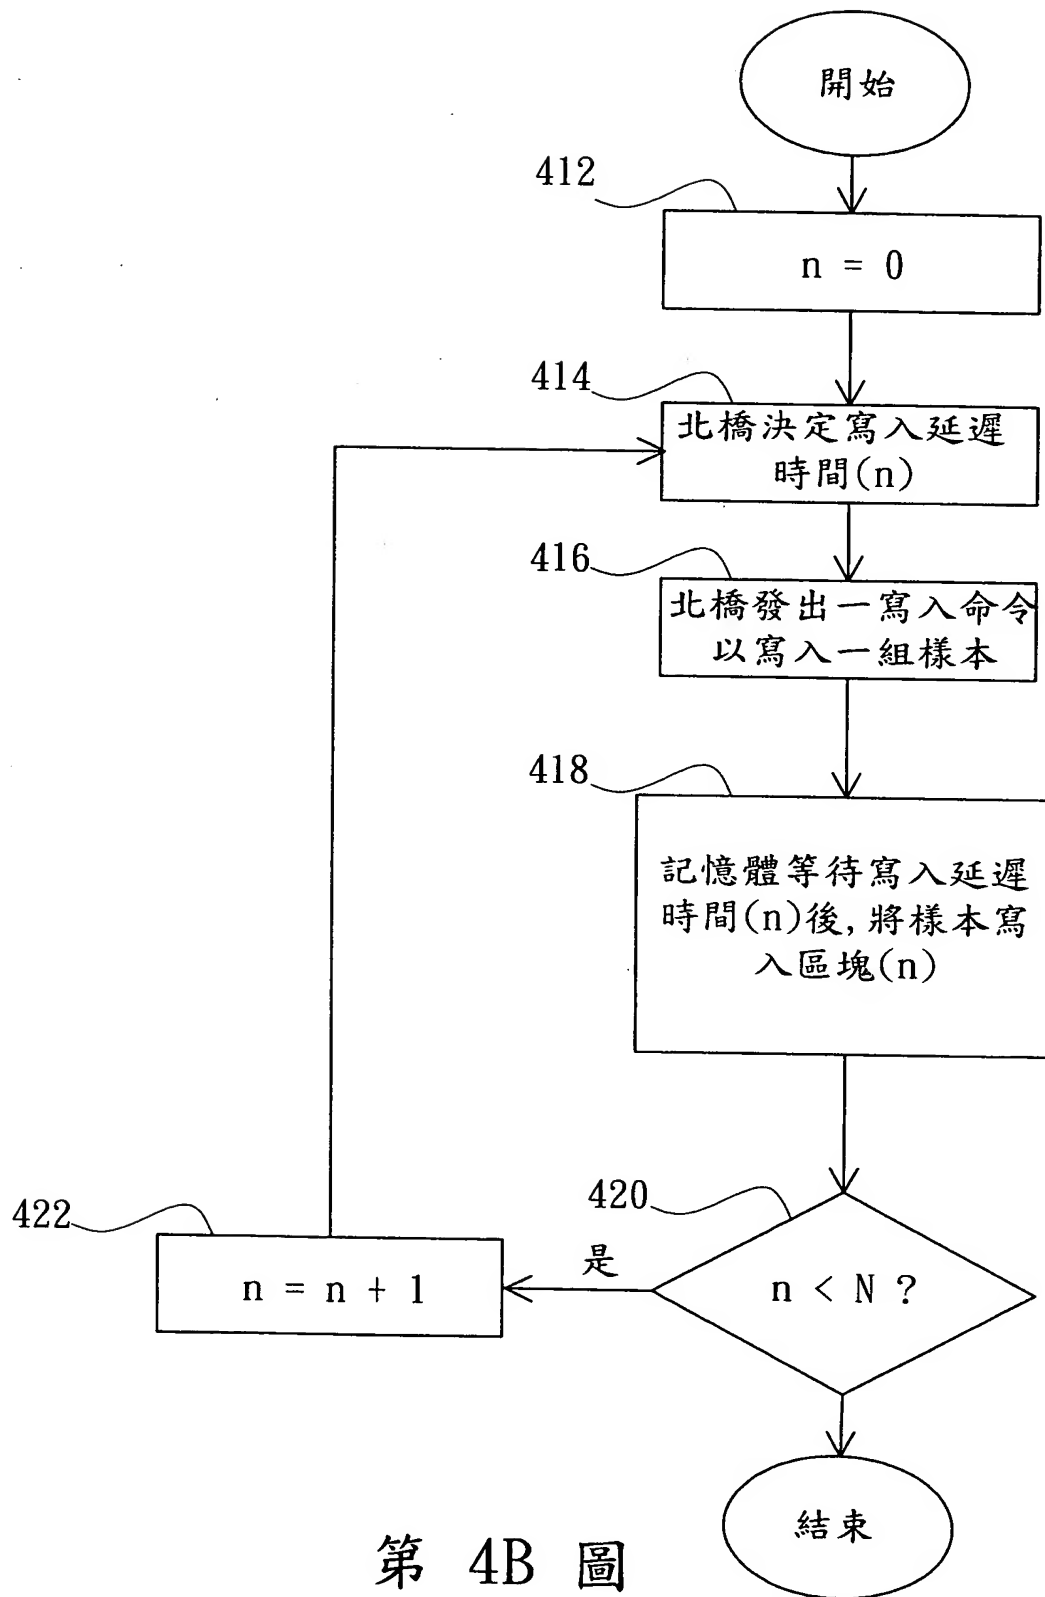 開始
412
n = 0
414
北橋決定寫入延遲
時間(n)
416
北橋發出一寫入命令
以寫入一組樣本
418
記憶體等待寫入延遲
時間(n)後,將樣本寫
入區塊(n)
420
n < N ?
是
422
n = n + 1
結束
第 4B 圖